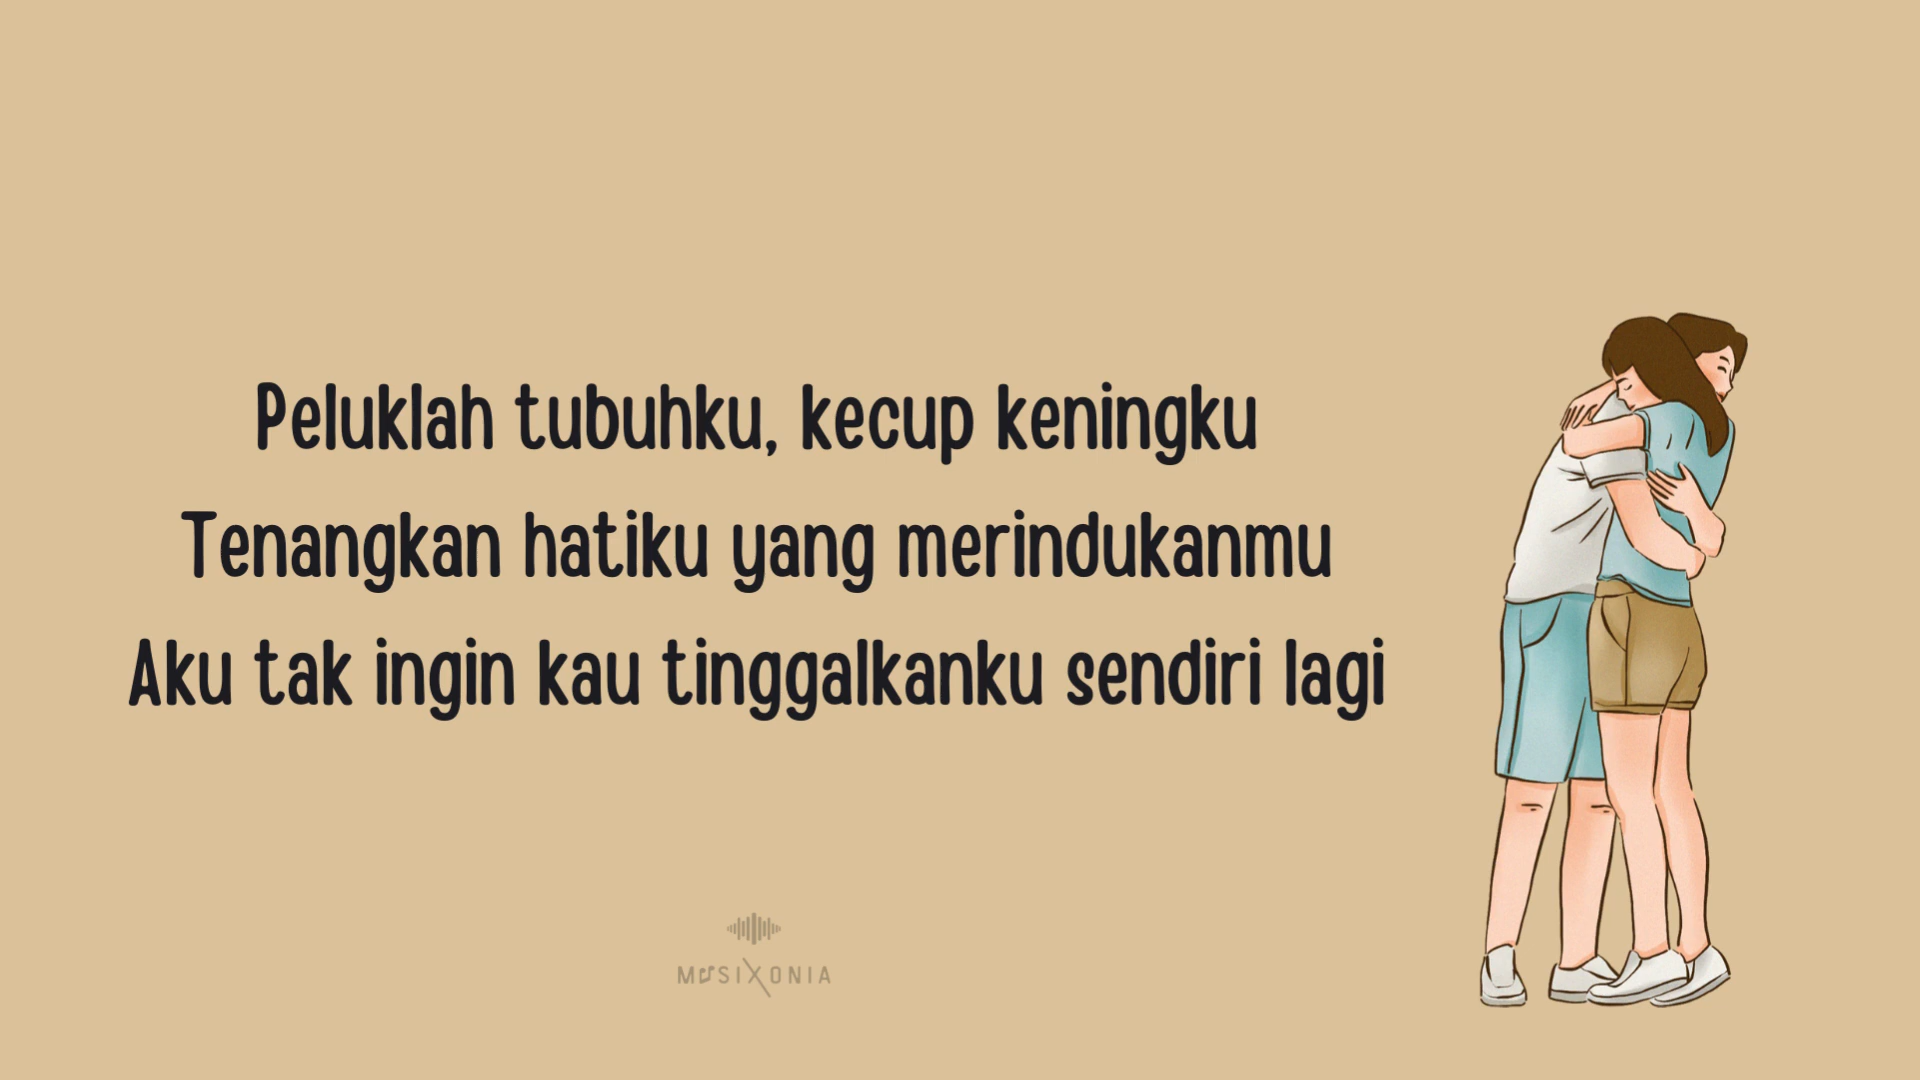 Peluklah tubuhku, kecup keningku
Tenangkan hatiku yang merindukanmu
Aku tak ingin kau tinggalkanku sendiri lagi
MUSIXONIA